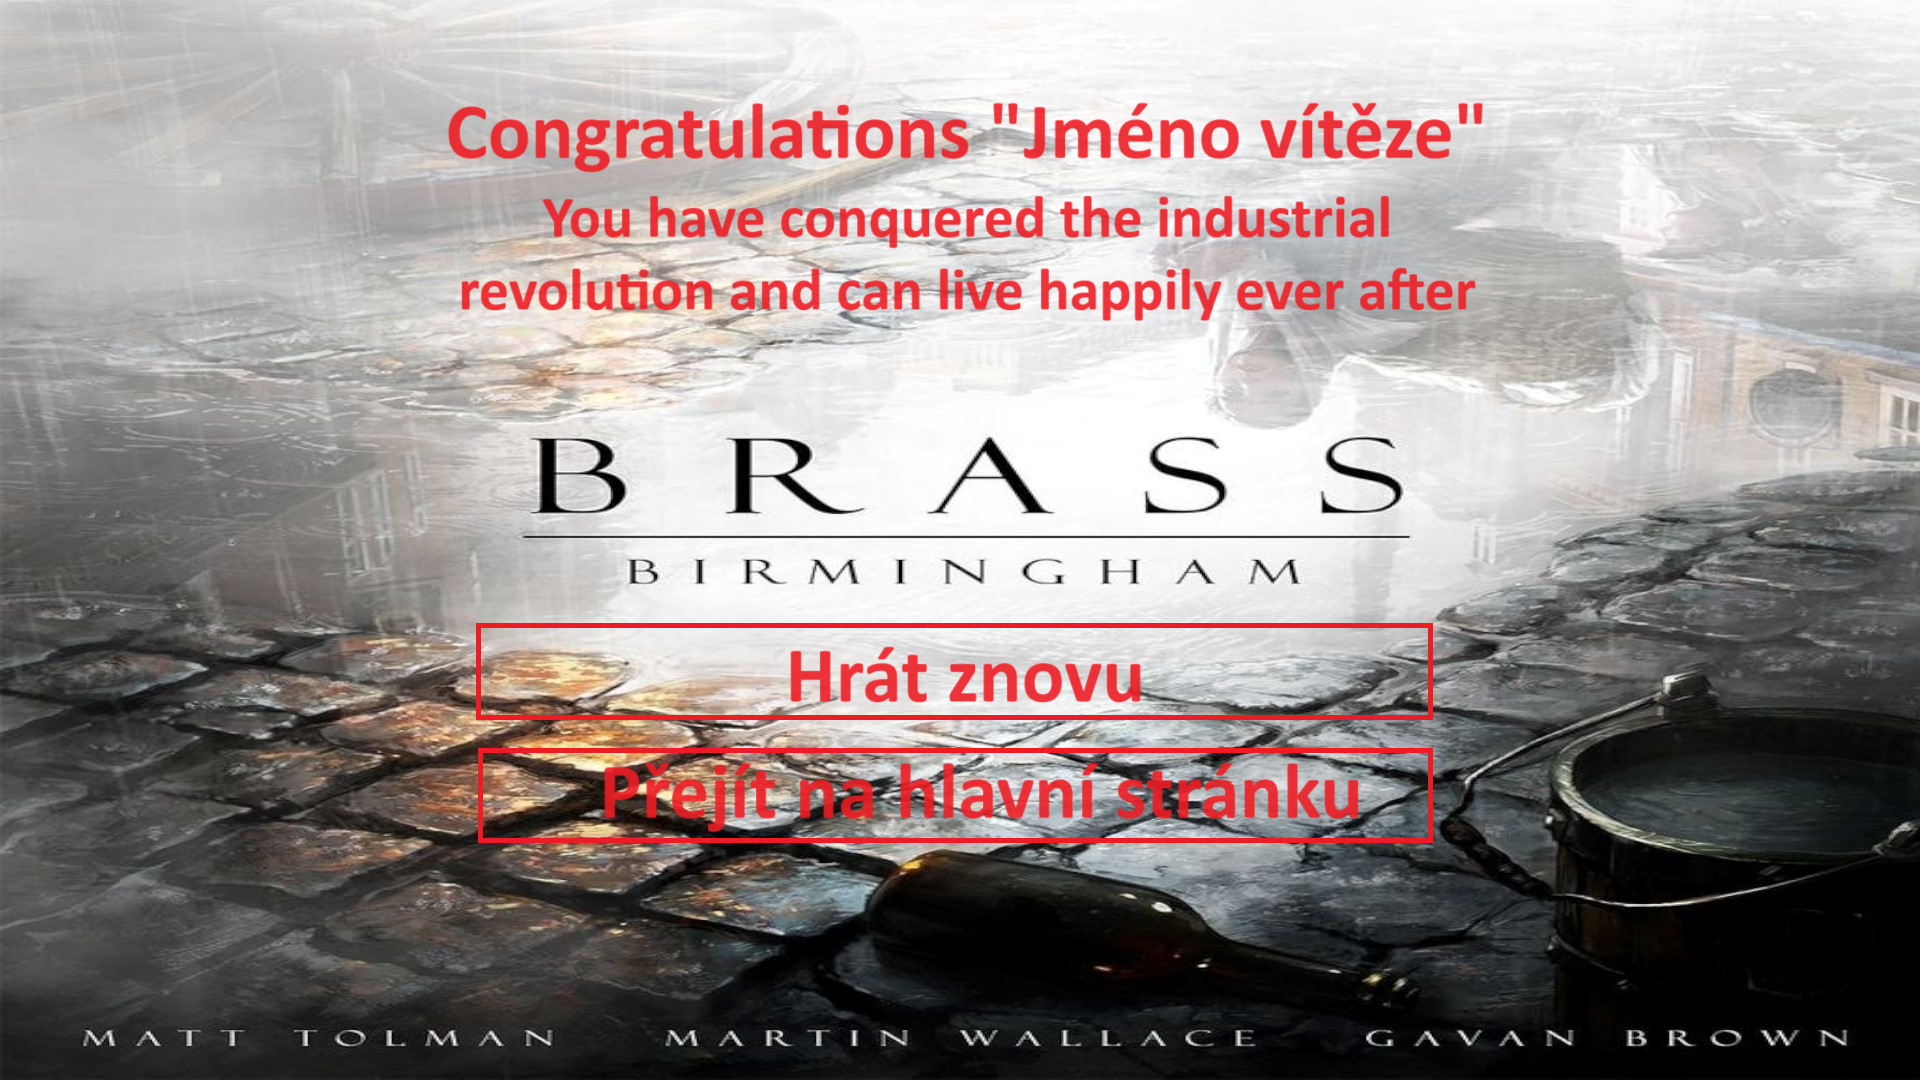 Congratulations "Jméno vítěze"
You have conquered the industrial
revolution and can live happily ever after
BRASS
BIRMINGHAM
Hrát znovu
Přejít na hlavní stránku
MATT TOLMAN MARTIN WALLACE GAVAN BROWN